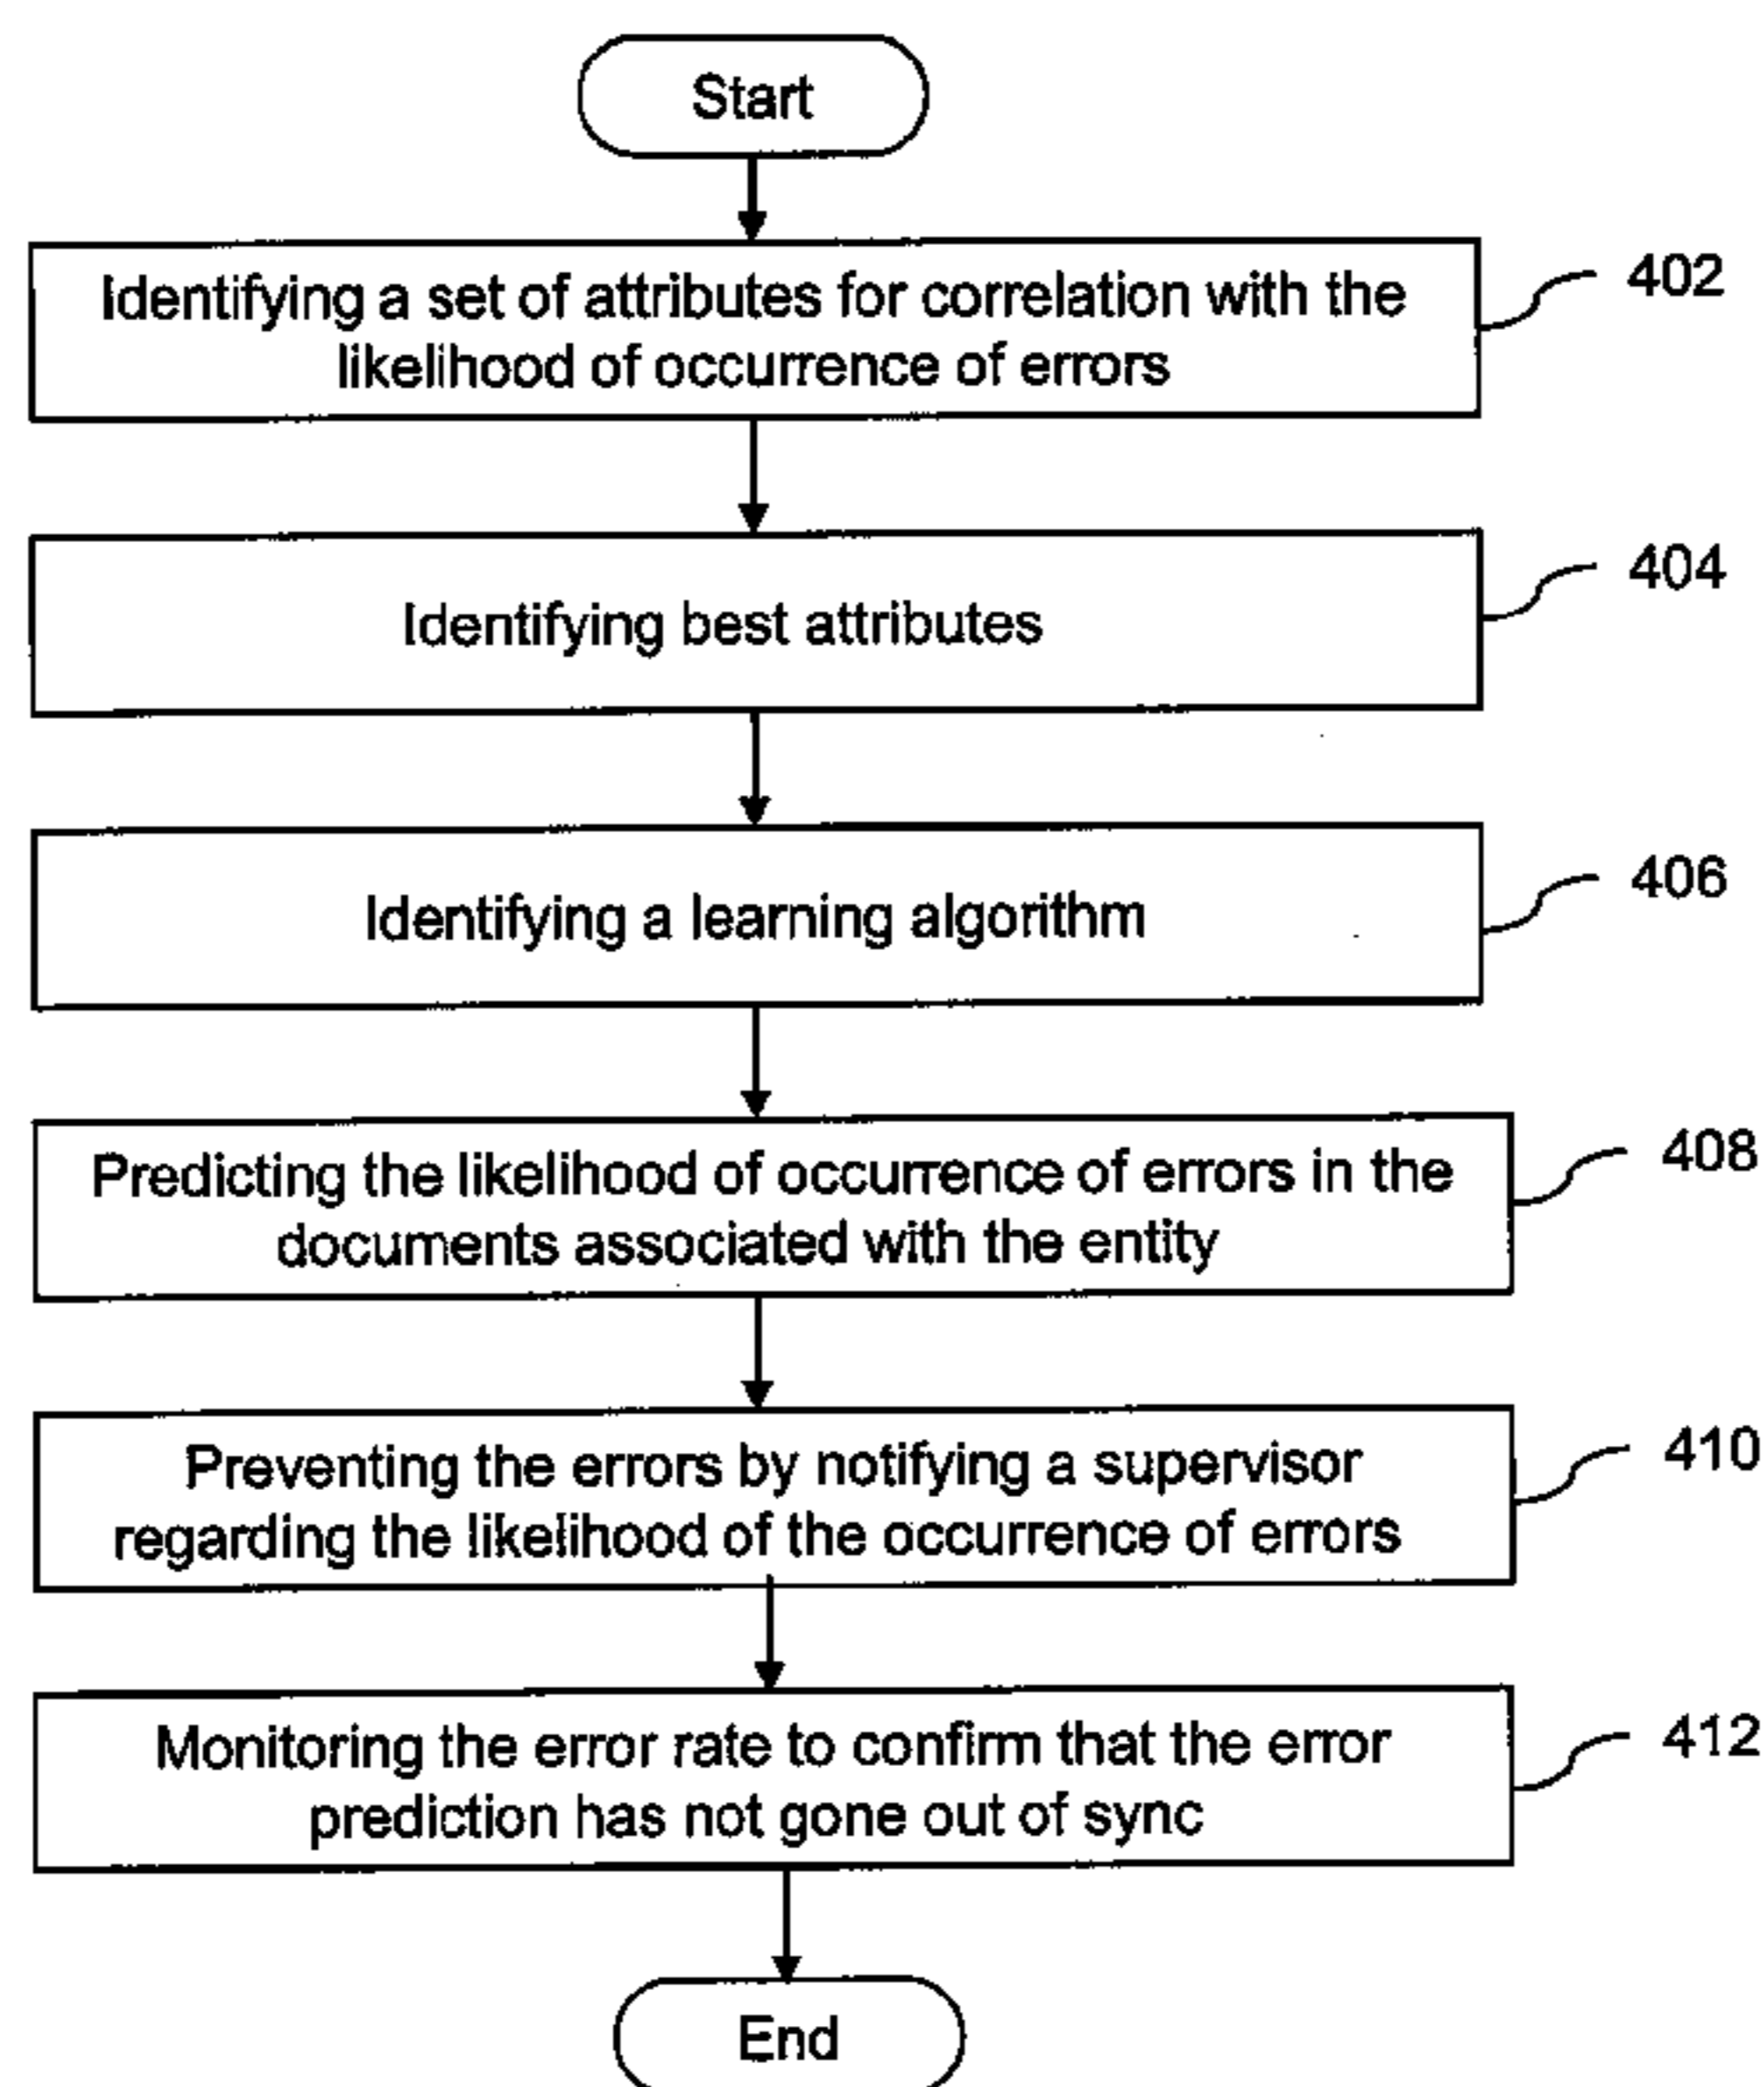 Start
Identifying a set of attributes for correlation with the
likelihood of occurrence of errors
402
Identifying best attributes
404
Identifying a learning algorithm
406
Predicting the likelihood of occurrence of errors in the
documents associated with the entity
408
Preventing the errors by notifying a supervisor
regarding the likelihood of the occurrence of errors
410
Monitoring the error rate to confirm that the error
prediction has not gone out of sync
412
End